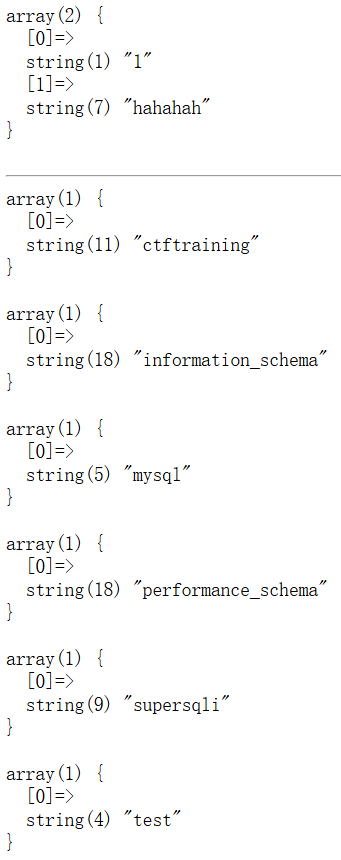 array(2) {
  [0]=>
  string(1) "1"
  [1]=>
  string(7) "hahahah"
}
array(1) {
  [0]=>
  string(11) "ctftraining"
}
array(1) {
  [0]=>
  string(18) "information_schema"
}
array(1) {
  [0]=>
  string(5) "mysql"
}
array(1) {
  [0]=>
  string(18) "performance_schema"
}
array(1) {
  [0]=>
  string(9) "supersqli"
}
array(1) {
  [0]=>
  string(4) "test"
}